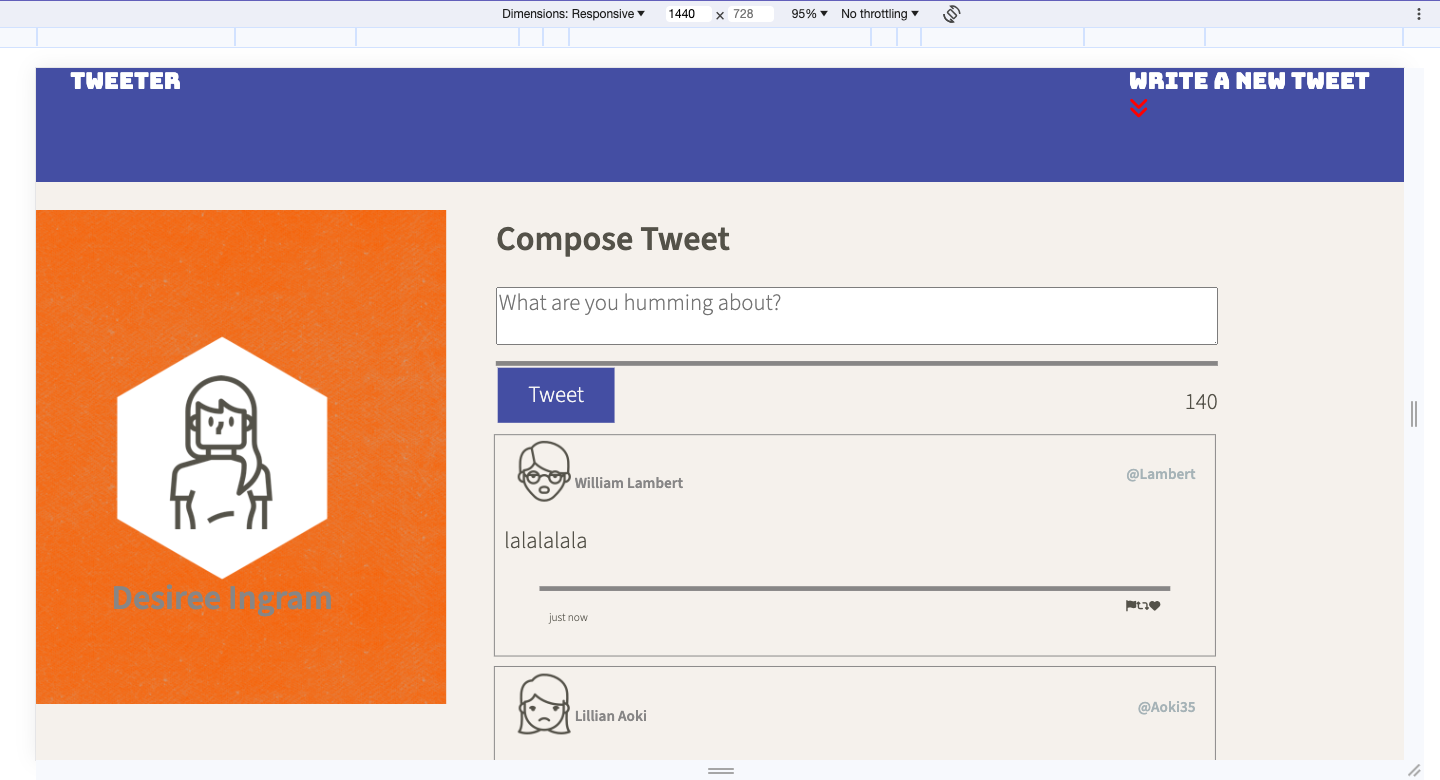 Dimensions: Responsive 1440 × 728 95% No throttling
TWEETER
WRITE A NEW TWEET
Desiree Ingram
Compose Tweet
What are you humming about?
Tweet
140
William Lambert
@Lambert
lalalalala
just now
Lillian Aoki
@Aoki35